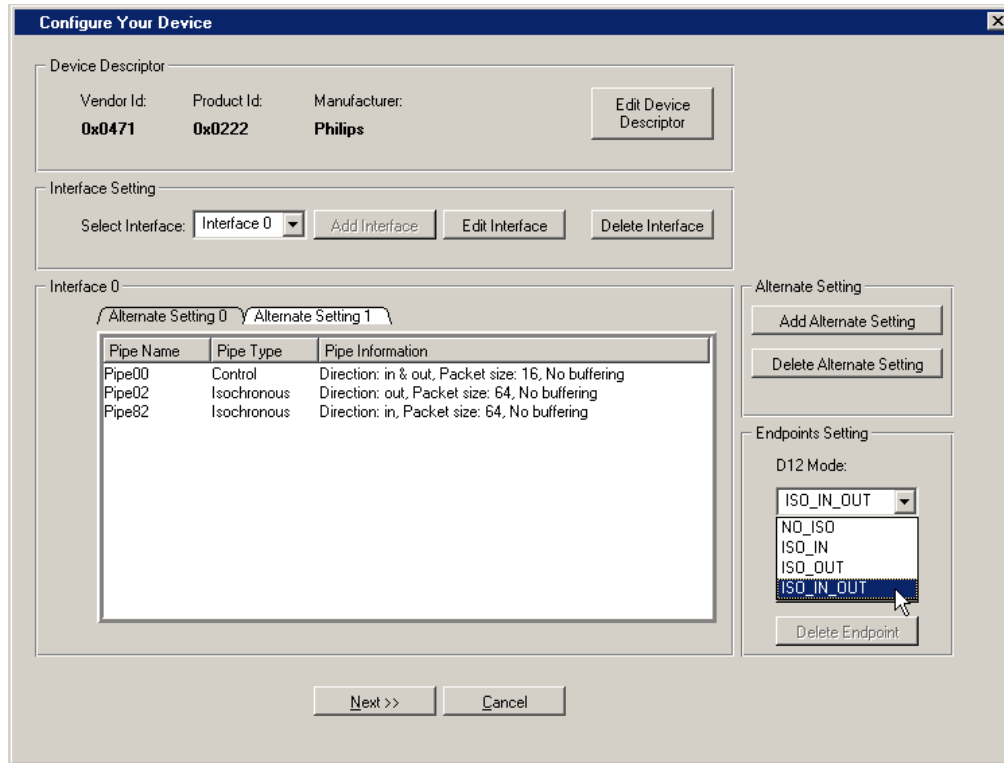 Configure Your Device
Device Descriptor
Vendor Id: Product Id: Manufacturer:
0x0471 0x0222 Philips
Edit Device
Descriptor
Interface Setting
Select Interface: Interface 0 Add Interface Edit Interface Delete Interface
Interface 0
Alternate Setting 0 Alternate Setting 1
Pipe Name Pipe Type Pipe Information
Pipe00 Control Direction: in & out, Packet size: 16, No buffering
Pipe02 Isochronous Direction: out, Packet size: 64, No buffering
Pipe82 Isochronous Direction: in, Packet size: 64, No buffering
Alternate Setting
Add Alternate Setting
Delete Alternate Setting
Endpoints Setting
D12 Mode:
ISO_IN_OUT
NO_ISO
ISO_IN
ISO_OUT
ISO_IN_OUT
Delete Endpoint
Next >> Cancel